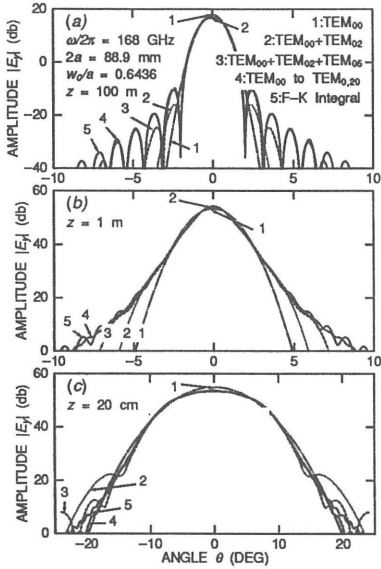 (a)
ω/2π = 168 GHz
2a = 88.9 mm
w₀/a = 0.6436
z = 100 m
1:TEM₀₀
2:TEM₀₀+TEM₀₂
3:TEM₀₀+TEM₀₂+TEM₀₅
4:TEM₀₀ to TEM₀,₂₀
5:F–K Integral
1
2
2
3
4
5
1
AMPLITUDE |Eᵧ| (db)
20
0
−20
−40
−10
−5
0
5
10
(b)
z = 1 m
2
1
5
4
3
2
1
AMPLITUDE |Eᵧ| (db)
60
40
20
0
−10
−5
0
5
10
(c)
z = 20 cm
1
3
2
5
4
AMPLITUDE |Eᵧ| (db)
60
40
20
0
−20
−10
0
10
20
ANGLE θ (DEG)